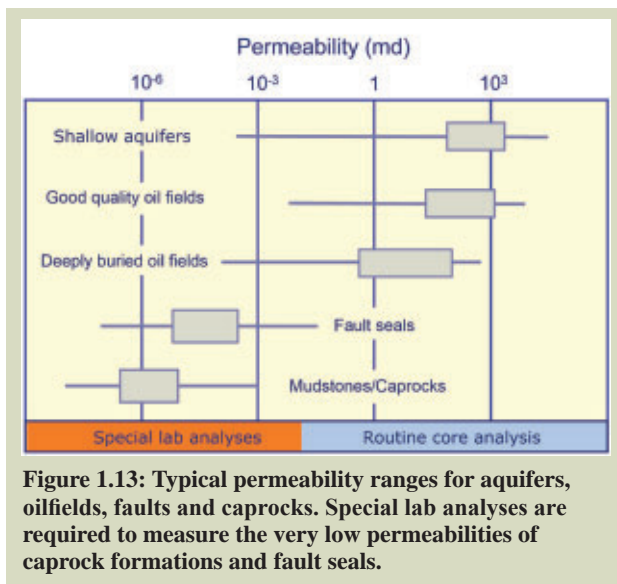 Permeability (md)
10⁻⁶ 10⁻³ 1 10³
Shallow aquifers
Good quality oil fields
Deeply buried oil fields
Fault seals
Mudstones/Caprocks
Special lab analyses Routine core analysis
Figure 1.13: Typical permeability ranges for aquifers,
oilfields, faults and caprocks. Special lab analyses are
required to measure the very low permeabilities of
caprock formations and fault seals.